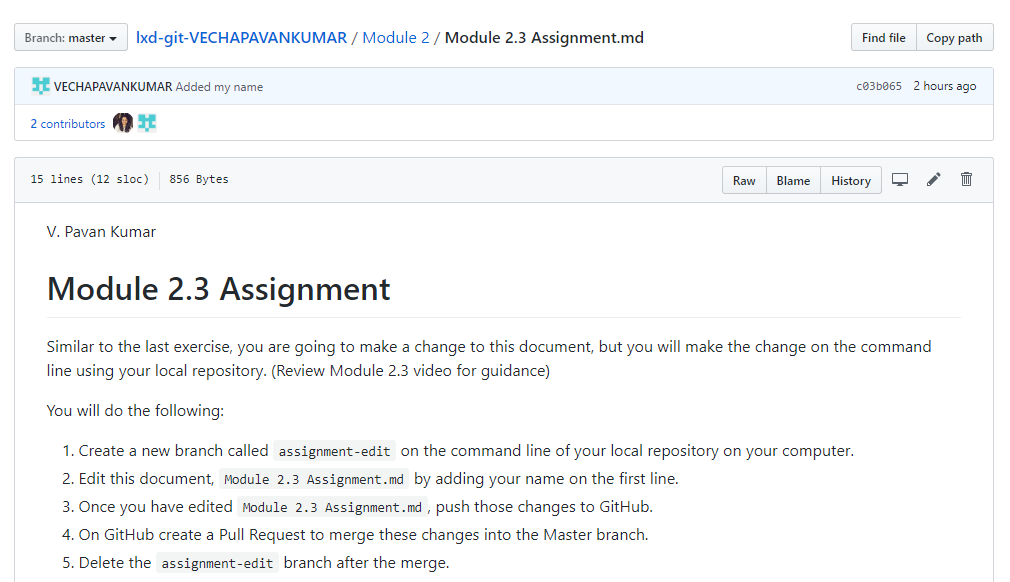 Branch: master
lxd-git-VECHAPAVANKUMAR / Module 2 / Module 2.3 Assignment.md
Find file
Copy path
VECHAPAVANKUMAR Added my name
c03b065 2 hours ago
2 contributors
15 lines (12 sloc) 856 Bytes
Raw
Blame
History
V. Pavan Kumar
Module 2.3 Assignment
Similar to the last exercise, you are going to make a change to this document, but you will make the change on the command
line using your local repository. (Review Module 2.3 video for guidance)
You will do the following:
1. Create a new branch called assignment-edit on the command line of your local repository on your computer.
2. Edit this document, Module 2.3 Assignment.md by adding your name on the first line.
3. Once you have edited Module 2.3 Assignment.md, push those changes to GitHub.
4. On GitHub create a Pull Request to merge these changes into the Master branch.
5. Delete the assignment-edit branch after the merge.